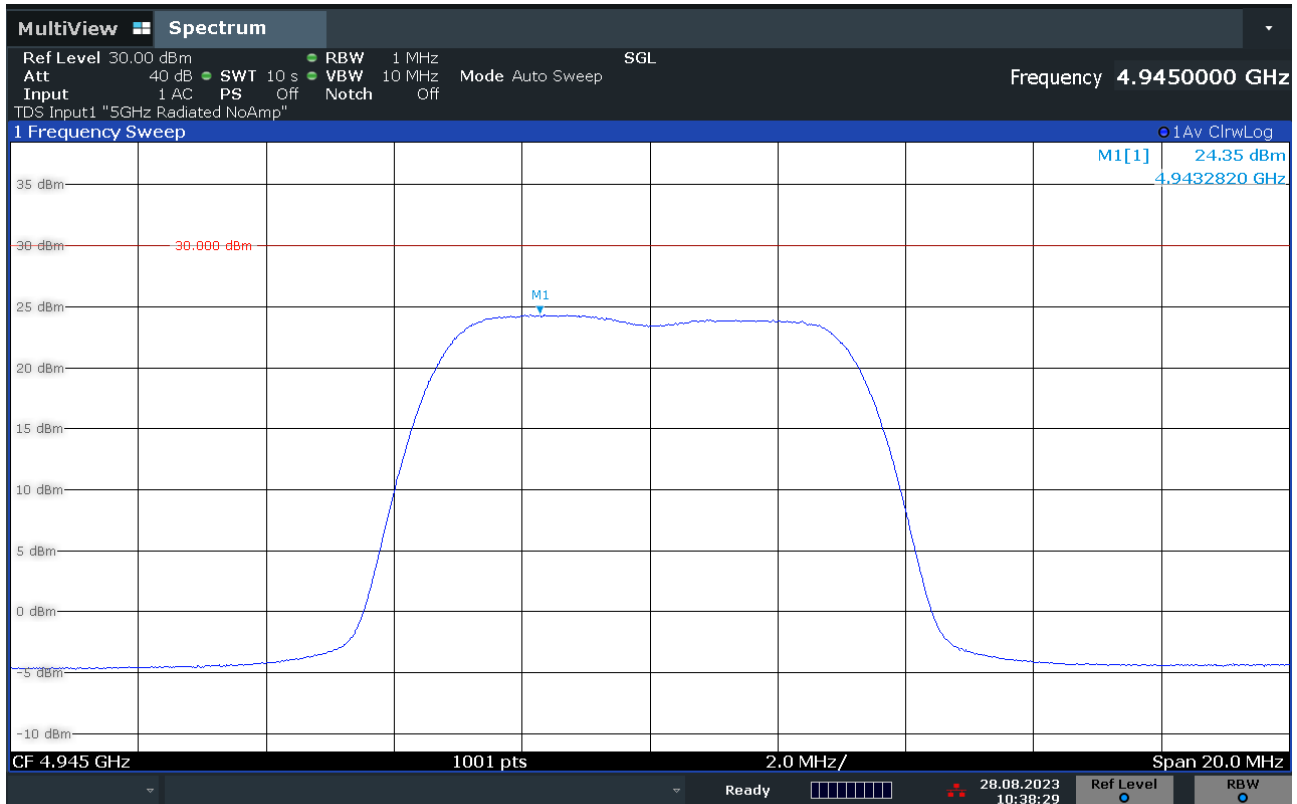 MultiView Spectrum
Ref Level 30.00 dBm RBW 1 MHz SGL
Att 40 dB SWT 10 s VBW 10 MHz Mode Auto Sweep Frequency 4.9450000 GHz
Input 1 AC PS Off Notch Off
TDS Input1 "5GHz Radiated NoAmp"
1 Frequency Sweep 1Av ClrwLog
M1[1] 24.35 dBm
4.9432820 GHz
35 dBm
30 dBm 30.000 dBm
M1
25 dBm
20 dBm
15 dBm
10 dBm
5 dBm
0 dBm
-5 dBm
-10 dBm
CF 4.945 GHz 1001 pts 2.0 MHz/ Span 20.0 MHz
Ready 28.08.2023 Ref Level RBW
10:38:29